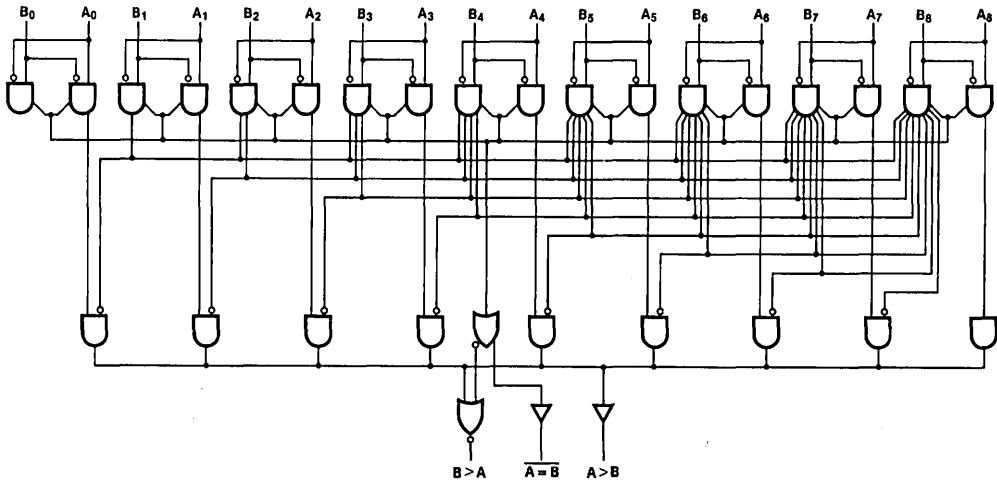 B₀ A₀ B₁ A₁ B₂ A₂ B₃ A₃ B₄ A₄ B₅ A₅ B₆ A₆ B₇ A₇ B₈ A₈
B > A A = B A > B